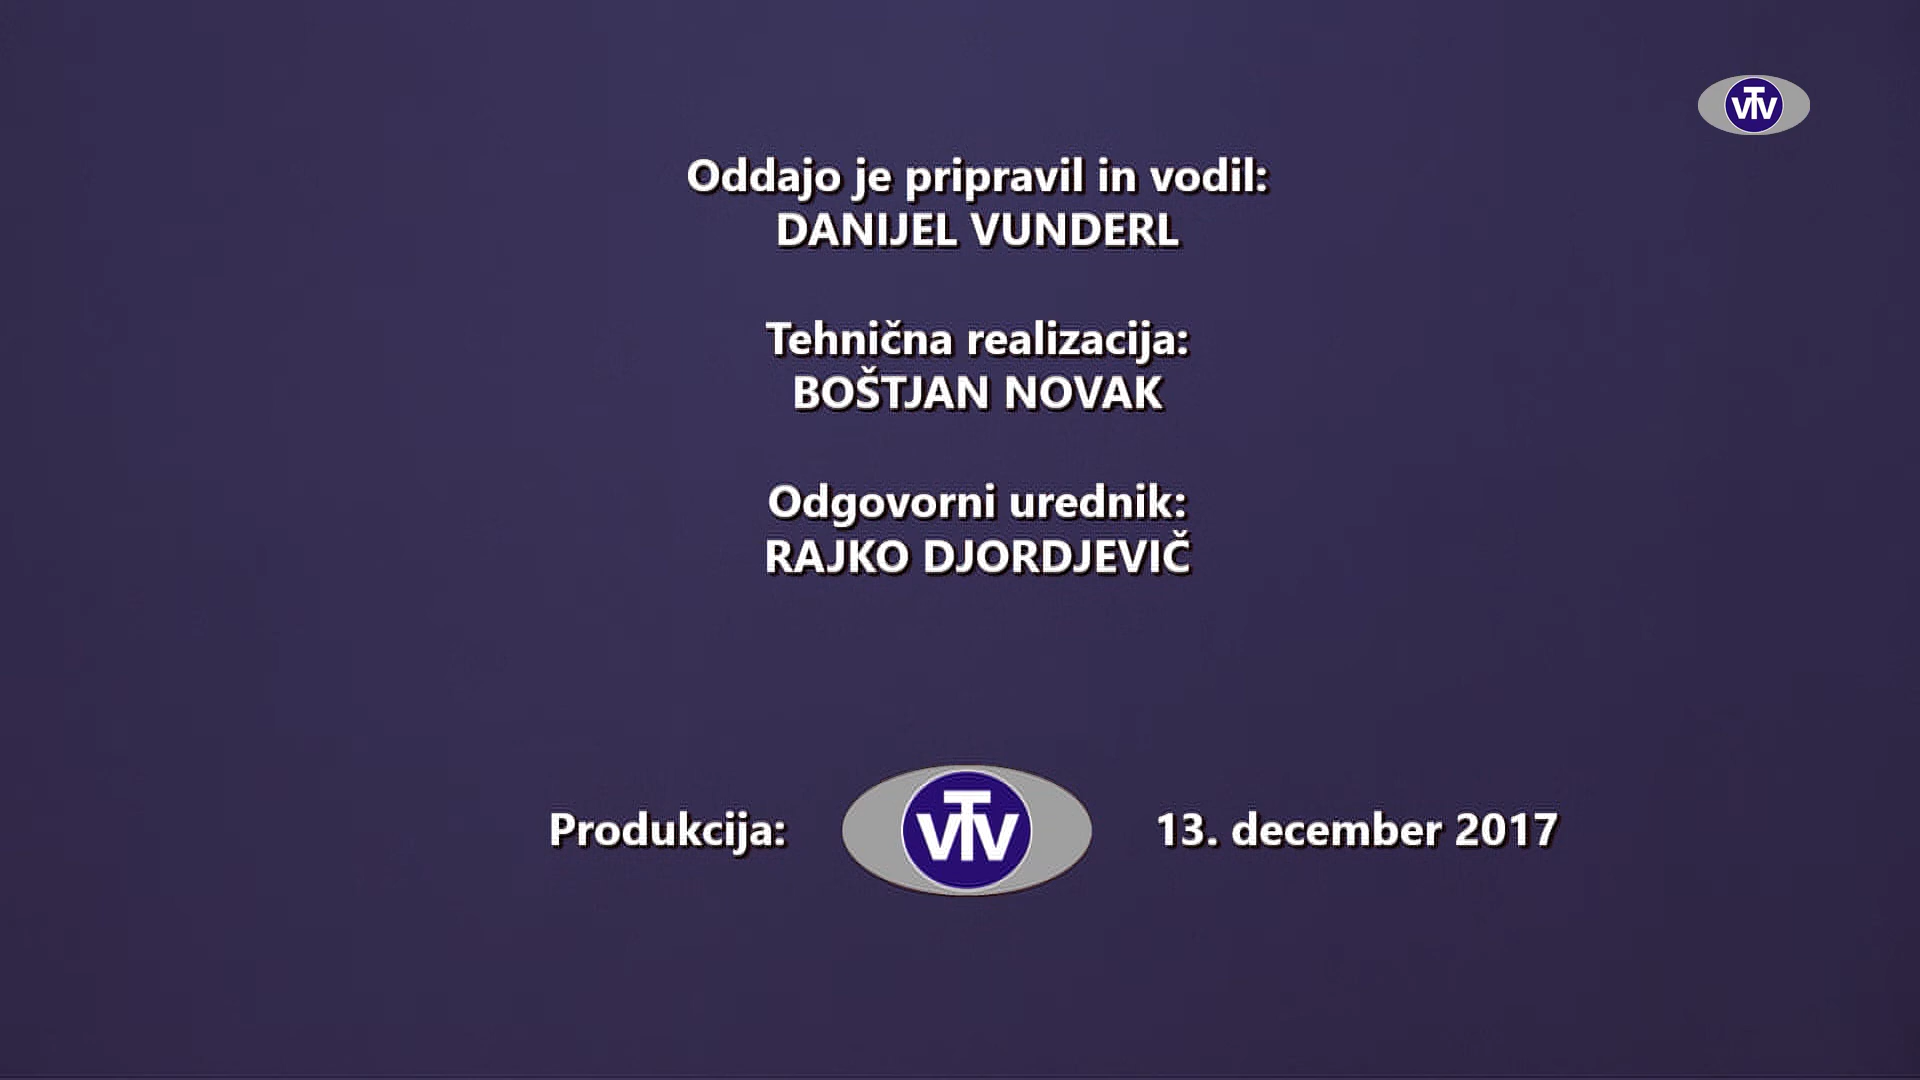 VTV
Oddajo je pripravil in vodil:
DANIJEL VUNDERL
Tehnična realizacija:
BOŠTJAN NOVAK
Odgovorni urednik:
RAJKO DJORDJEVIČ
Produkcija: VTV 13. december 2017